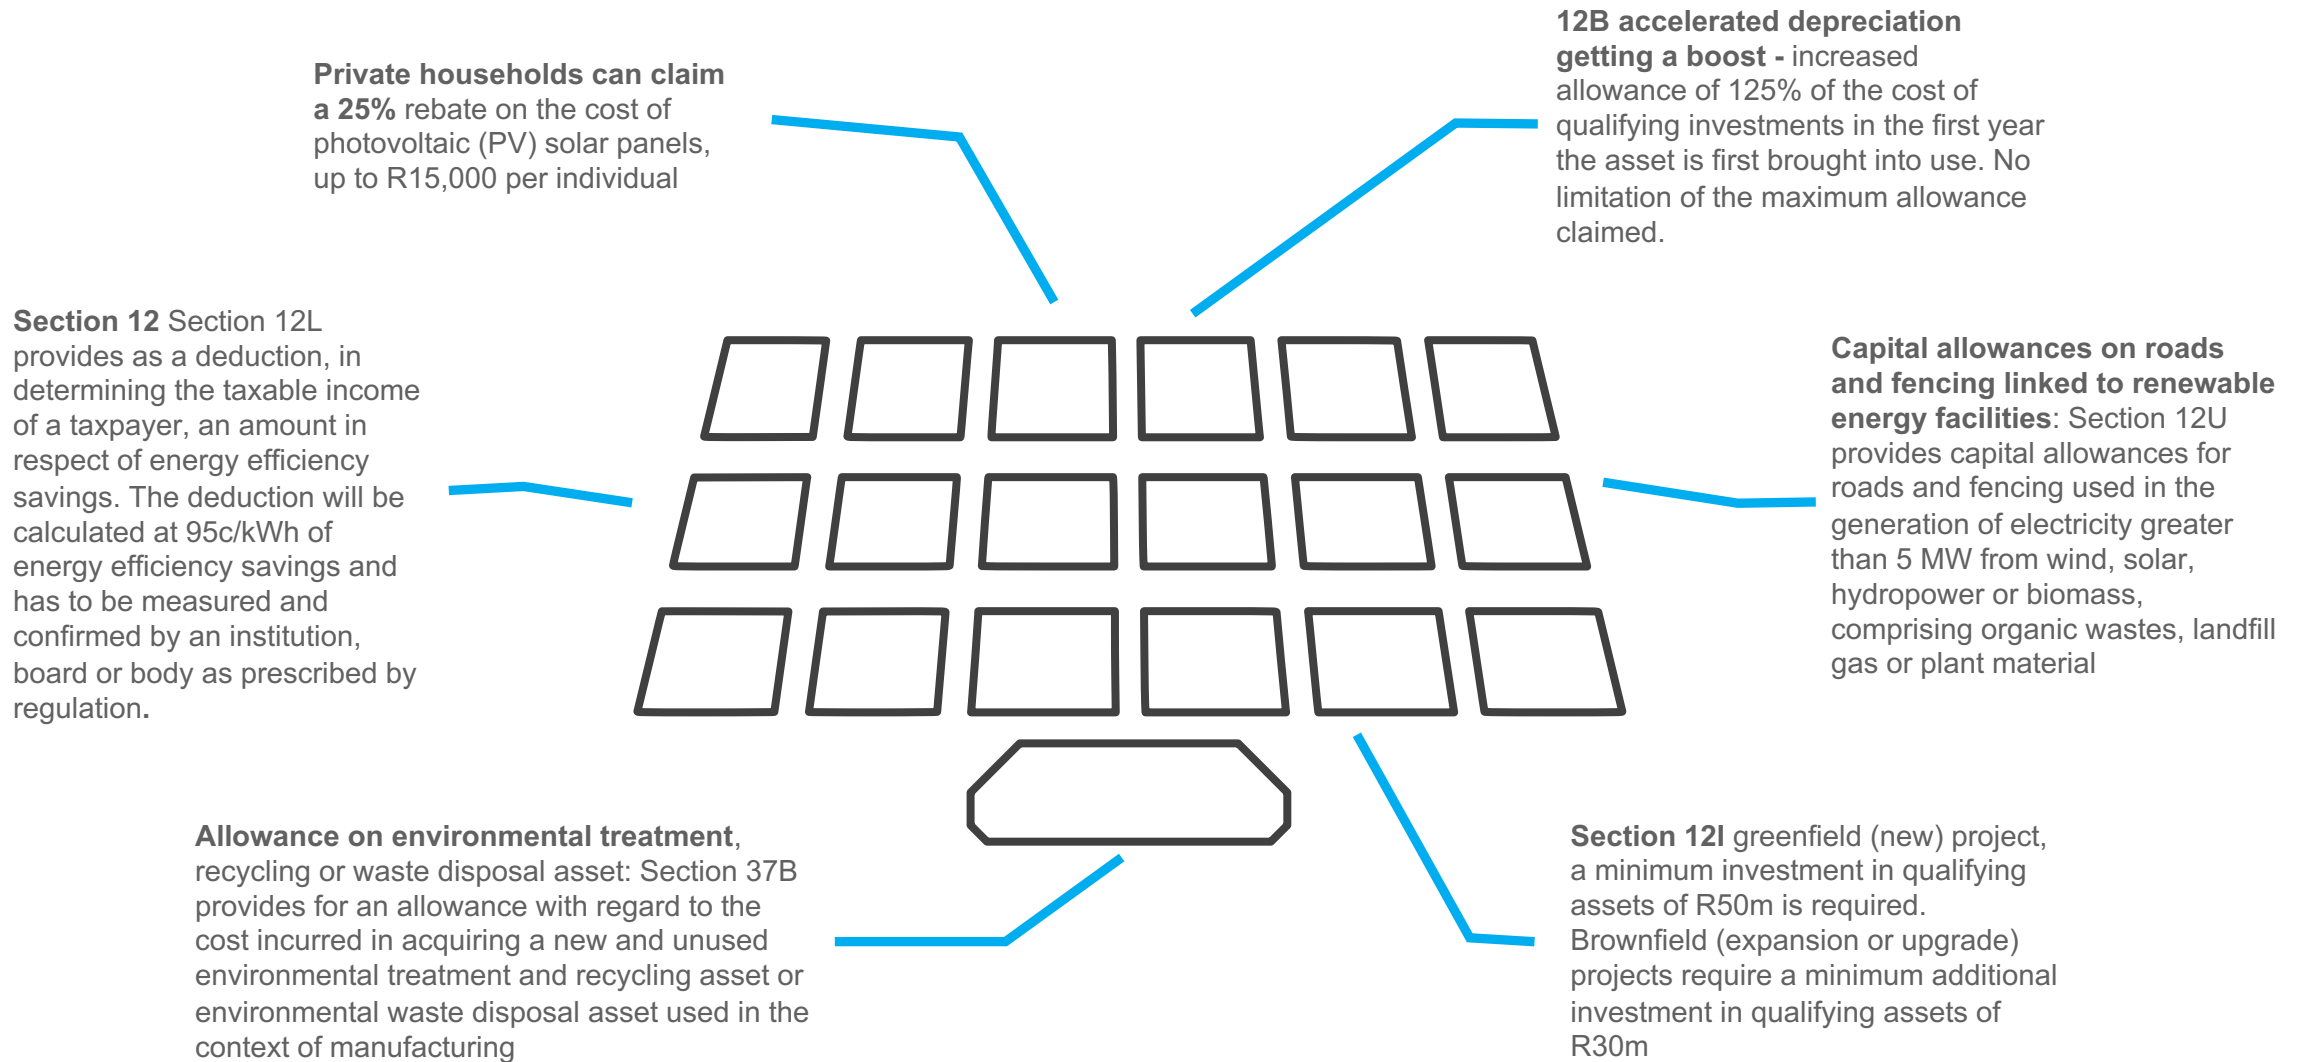 Private households can claim
a 25% rebate on the cost of
photovoltaic (PV) solar panels,
up to R15,000 per individual
12B accelerated depreciation
getting a boost - increased
allowance of 125% of the cost of
qualifying investments in the first year
the asset is first brought into use. No
limitation of the maximum allowance
claimed.
Section 12 Section 12L
provides as a deduction, in
determining the taxable income
of a taxpayer, an amount in
respect of energy efficiency
savings. The deduction will be
calculated at 95c/kWh of
energy efficiency savings and
has to be measured and
confirmed by an institution,
board or body as prescribed by
regulation.
Capital allowances on roads
and fencing linked to renewable
energy facilities: Section 12U
provides capital allowances for
roads and fencing used in the
generation of electricity greater
than 5 MW from wind, solar,
hydropower or biomass,
comprising organic wastes, landfill
gas or plant material
Allowance on environmental treatment,
recycling or waste disposal asset: Section 37B
provides for an allowance with regard to the
cost incurred in acquiring a new and unused
environmental treatment and recycling asset or
environmental waste disposal asset used in the
context of manufacturing
Section 12I greenfield (new) project,
a minimum investment in qualifying
assets of R50m is required.
Brownfield (expansion or upgrade)
projects require a minimum additional
investment in qualifying assets of
R30m